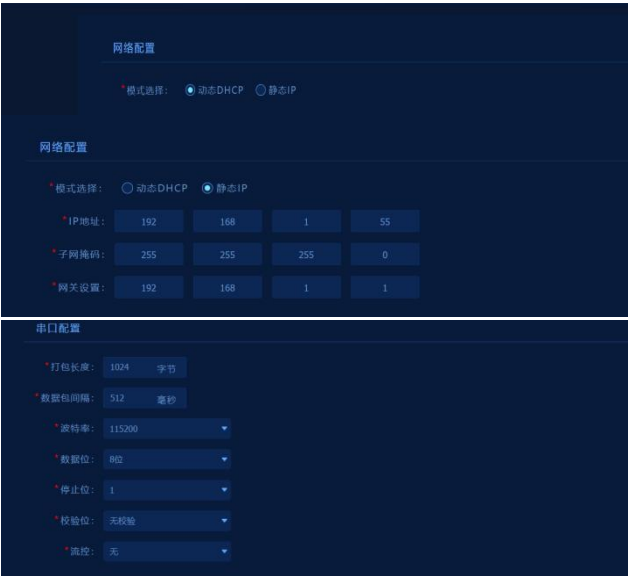 网络配置
*模式选择： 动态DHCP 静态IP
网络配置
*模式选择： 动态DHCP 静态IP
*IP地址： 192 168 1 55
*子网掩码： 255 255 255 0
*网关设置： 192 168 1 1
串口配置
*打包长度： 1024 字节
*数据包间隔： 512 毫秒
*波特率： 115200
*数据位： 8位
*停止位： 1
*校验位： 无校验
*流控： 无